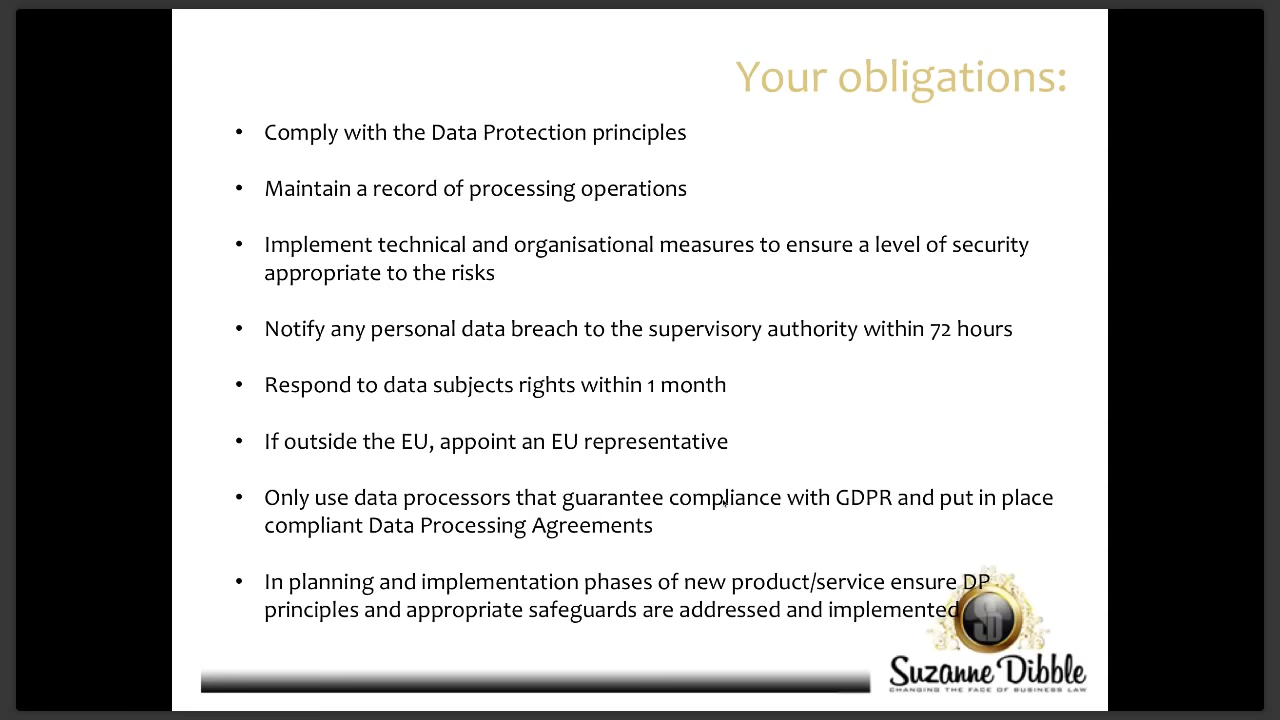 Your obligations:
• Comply with the Data Protection principles
• Maintain a record of processing operations
• Implement technical and organisational measures to ensure a level of security
appropriate to the risks
• Notify any personal data breach to the supervisory authority within 72 hours
• Respond to data subjects rights within 1 month
• If outside the EU, appoint an EU representative
• Only use data processors that guarantee compliance with GDPR and put in place
compliant Data Processing Agreements
• In planning and implementation phases of new product/service ensure DP
principles and appropriate safeguards are addressed and implemented
SD
Suzanne Dibble
CHANGING THE FACE OF BUSINESS LAW